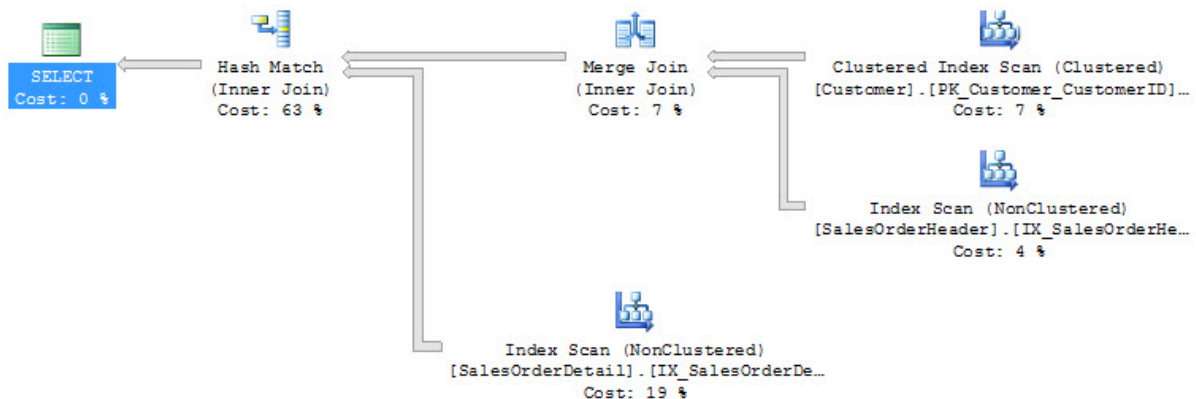 SELECT
Cost: 0 %
Hash Match
(Inner Join)
Cost: 63 %
Merge Join
(Inner Join)
Cost: 7 %
Clustered Index Scan (Clustered)
[Customer].[PK_Customer_CustomerID]…
Cost: 7 %
Index Scan (NonClustered)
[SalesOrderHeader].[IX_SalesOrderHe…
Cost: 4 %
Index Scan (NonClustered)
[SalesOrderDetail].[IX_SalesOrderDe…
Cost: 19 %